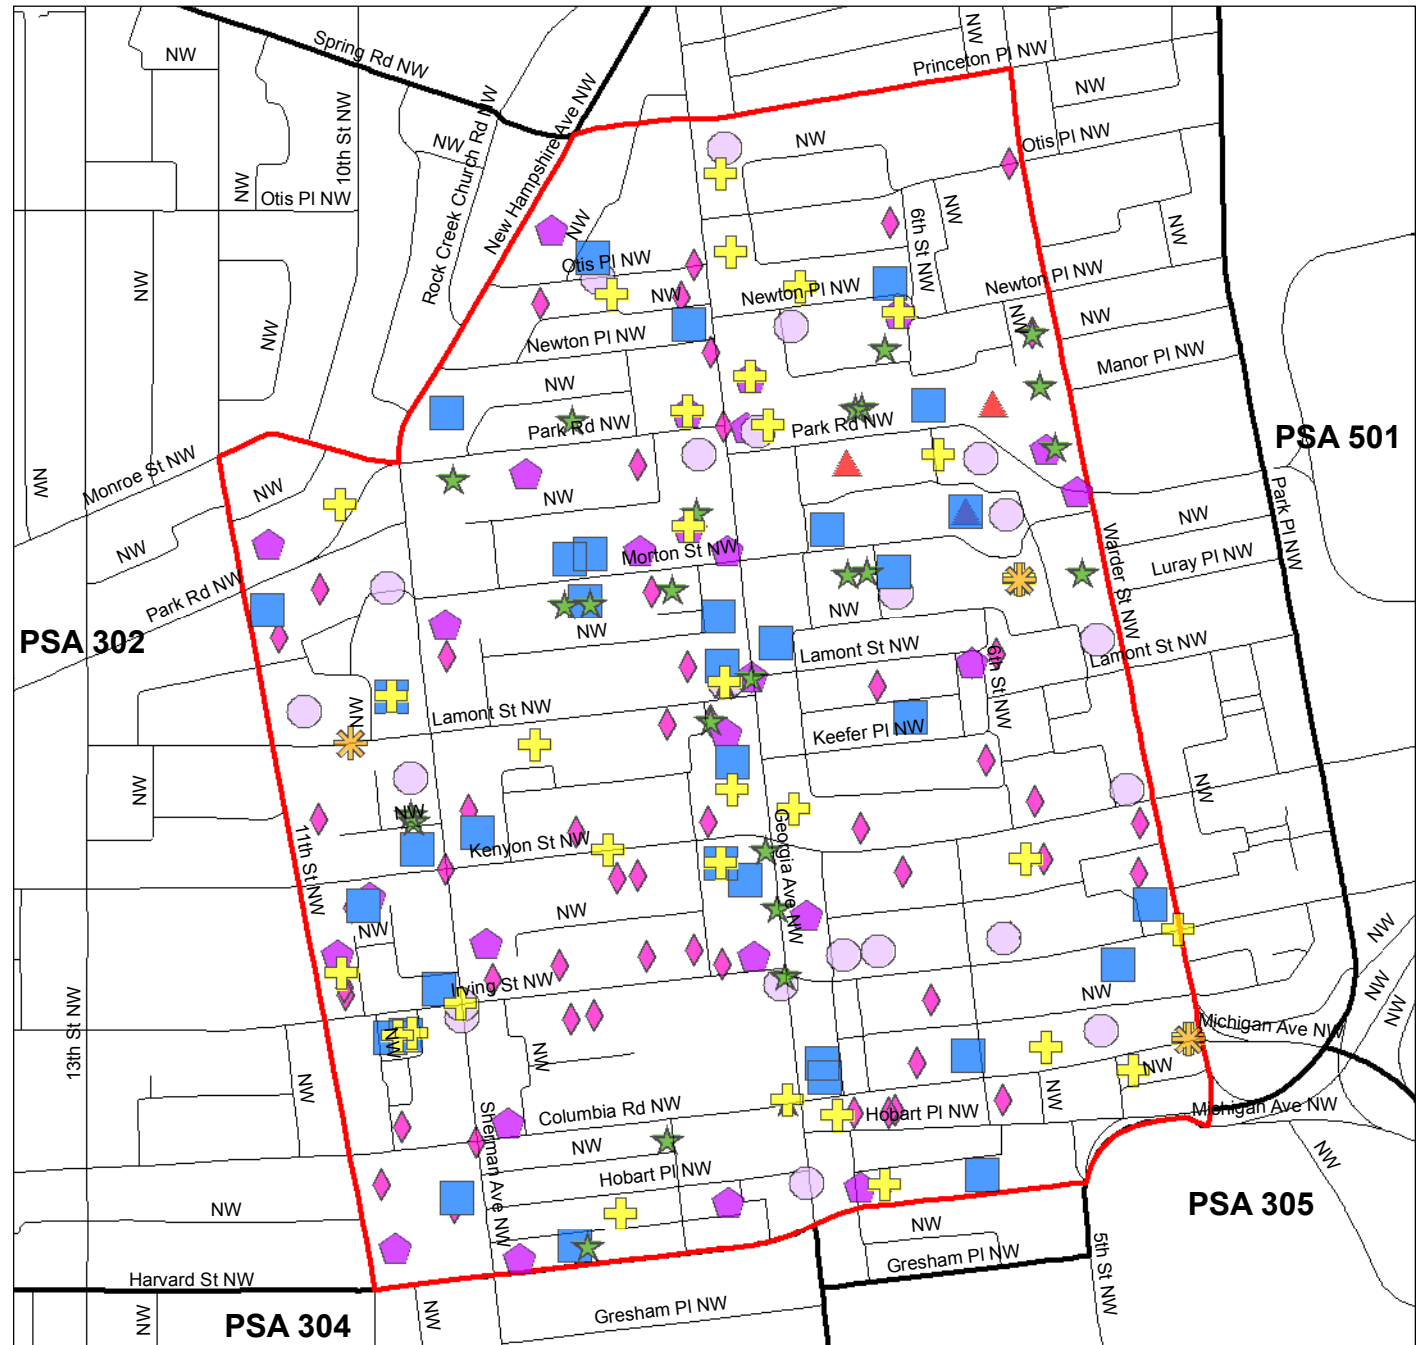 NW
Spring Rd NW
NW
Princeton Pl NW
NW
10th St NW
NW
Rock Creek Church Rd NW
New Hampshire Ave NW
NW
Otis Pl NW
NW
Otis Pl NW
NW
6th St NW
NW
NW
NW
Otis Pl NW
NW
NW
Newton Pl NW
Newton Pl NW
NW
NW
NW
Newton Pl NW
Manor Pl NW
NW
Park Rd NW
Park Rd NW
PSA 501
Monroe St NW
NW
NW
NW
Park Pl NW
NW
NW
Morton St NW
Warder St NW
Luray Pl NW
Park Rd NW
NW
PSA 302
NW
Lamont St NW
6th St NW
Lamont St NW
NW
Lamont St NW
Keefer Pl NW
NW
NW
NW
11th St NW
Kenyon St NW
Georgia Ave NW
NW
NW
NW
Irving St NW
NW
NW
NW
13th St NW
NW
NW
Michigan Ave NW
NW
NW
NW
Sherman Ave NW
Columbia Rd NW
Hobart Pl NW
Michigan Ave NW
NW
NW
Hobart Pl NW
NW
NW
PSA 305
Gresham Pl NW
5th St NW
Harvard St NW
PSA 304
NW
NW
Gresham Pl NW